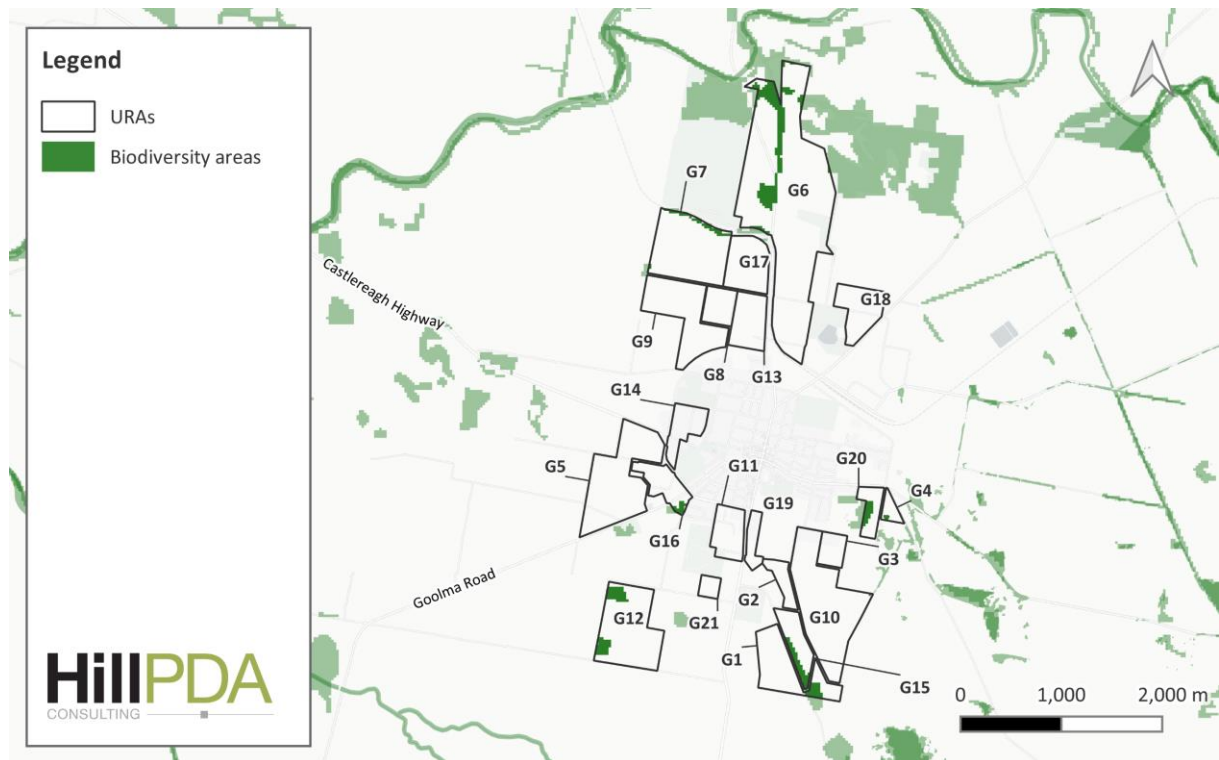 Legend
URAs
Biodiversity areas
HillPDA
CONSULTING
G7
G6
G17
G18
Castlereagh Highway
G9
G8
G13
G14
G11
G20
G5
G4
G19
G16
G3
Goolma Road
G2
G12
G21
G10
G1
G15
0 1,000 2,000 m